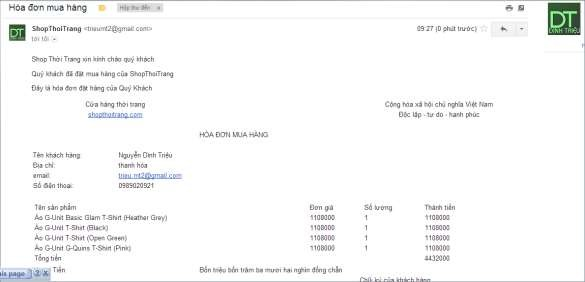 Hóa đơn mua hàng Hộp thư đến x
ShopThoiTrang <trieumt2@gmail.com> 09:27 (0 phút trước)
tới tôi
DT
DINH TRIEU
Shop Thời Trang xin kính chào quý khách
Quý khách đã đặt mua hàng của ShopThoiTrang
Đây là hóa đơn đặt hàng của Quý Khách
Cửa hàng thời trang Cộng hòa xã hội chủ nghĩa Việt Nam
shopthoitrang.com Độc lập - tự do - hạnh phúc
HÓA ĐƠN MUA HÀNG
Tên khách hàng: Nguyễn Dinh Triệu
Địa chỉ: thanh hóa
email: trieu.mt2@gmail.com
Số điện thoại: 0989020921
Tên sản phẩm Đơn giá Số lượng Thành tiền
Áo G-Unit Basic Glam T-Shirt (Heather Grey) 1108000 1 1108000
Áo G-Unit T-Shirt (Black) 1108000 1 1108000
Áo G-Unit T-Shirt (Open Green) 1108000 1 1108000
Áo G-Unit G-Quins T-Shirt (Pink) 1108000 1 1108000
Tổng tiền 4432000
Tiền Bốn triệu bốn trăm ba mươi hai nghìn đồng chẵn
his page
Chữ ký của khách hàng